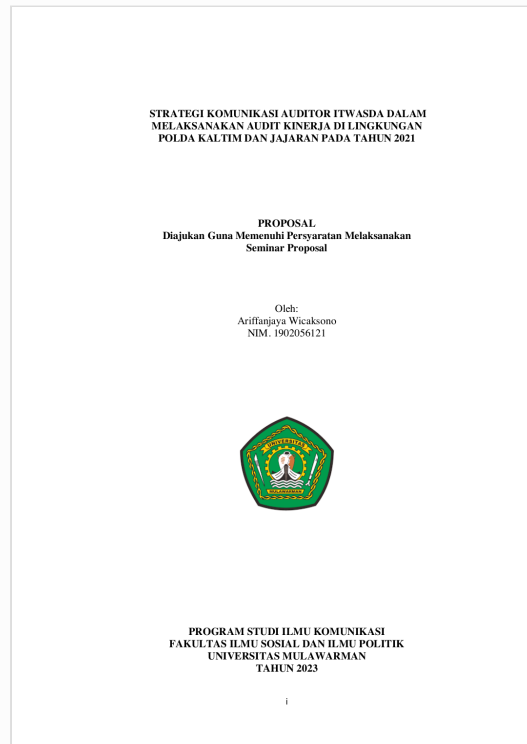 STRATEGI KOMUNIKASI AUDITOR ITWASDA DALAM
MELAKSANAKAN AUDIT KINERJA DI LINGKUNGAN
POLDA KALTIM DAN JAJARAN PADA TAHUN 2021
PROPOSAL
Diajukan Guna Memenuhi Persyaratan Melaksanakan
Seminar Proposal
Oleh:
Ariffanjaya Wicaksono
NIM. 1902056121
UNIVERSITAS
MULAWARMAN
PROGRAM STUDI ILMU KOMUNIKASI
FAKULTAS ILMU SOSIAL DAN ILMU POLITIK
UNIVERSITAS MULAWARMAN
TAHUN 2023
i